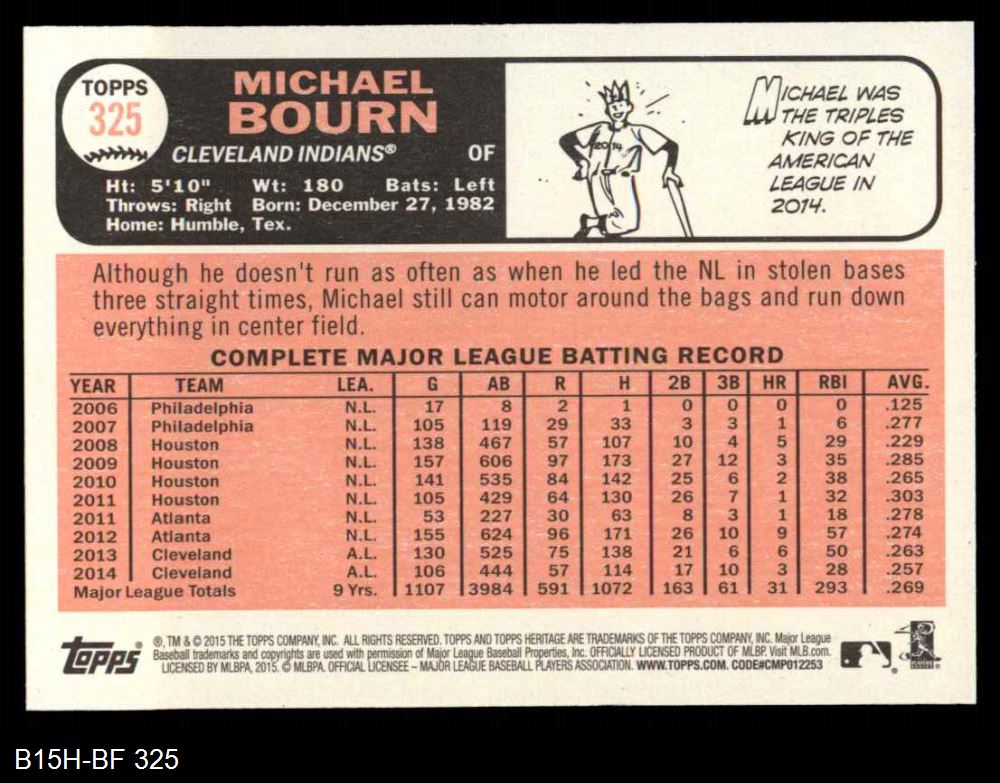 TOPPS
325
MICHAEL
BOURN
CLEVELAND INDIANS® OF
Ht: 5'10" Wt: 180 Bats: Left
Throws: Right Born: December 27, 1982
Home: Humble, Tex.
2014
MICHAEL WAS
THE TRIPLES
KING OF THE
AMERICAN
LEAGUE IN
2014.
Although he doesn't run as often as when he led the NL in stolen bases
three straight times, Michael still can motor around the bags and run down
everything in center field.
COMPLETE MAJOR LEAGUE BATTING RECORD
YEAR TEAM LEA. G AB R H 2B 3B HR RBI AVG.
2006 Philadelphia N.L. 17 8 2 1 0 0 0 0 .125
2007 Philadelphia N.L. 105 119 29 33 3 3 1 6 .277
2008 Houston N.L. 138 467 57 107 10 4 5 29 .229
2009 Houston N.L. 157 606 97 173 27 12 3 35 .285
2010 Houston N.L. 141 535 84 142 25 6 2 38 .265
2011 Houston N.L. 105 429 64 130 26 7 1 32 .303
2011 Atlanta N.L. 53 227 30 63 8 3 1 18 .278
2012 Atlanta N.L. 155 624 96 171 26 10 9 57 .274
2013 Cleveland A.L. 130 525 75 138 21 6 6 50 .263
2014 Cleveland A.L. 106 444 57 114 17 10 3 28 .257
Major League Totals 9 Yrs. 1107 3984 591 1072 163 61 31 293 .269
Topps
®, TM & © 2015 THE TOPPS COMPANY, INC. ALL RIGHTS RESERVED. TOPPS AND TOPPS HERITAGE ARE TRADEMARKS OF THE TOPPS COMPANY, INC. Major League
Baseball trademarks and copyrights are used with permission of Major League Baseball Properties, Inc. OFFICIALLY LICENSED PRODUCT OF MLBP. Visit MLB.com.
LICENSED BY MLBPA, 2015. © MLBPA. OFFICIAL LICENSEE – MAJOR LEAGUE BASEBALL PLAYERS ASSOCIATION. WWW.TOPPS.COM. CODE#CMP012253
B15H-BF 325